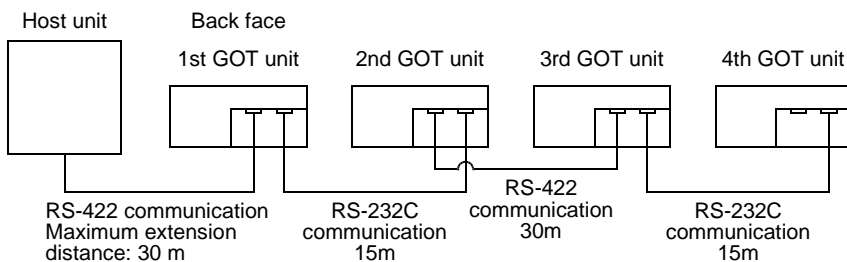 Host unit
Back face
1st GOT unit
2nd GOT unit
3rd GOT unit
4th GOT unit
RS-422 communication
Maximum extension
distance: 30 m
RS-232C
communication
15m
RS-422
communication
30m
RS-232C
communication
15m